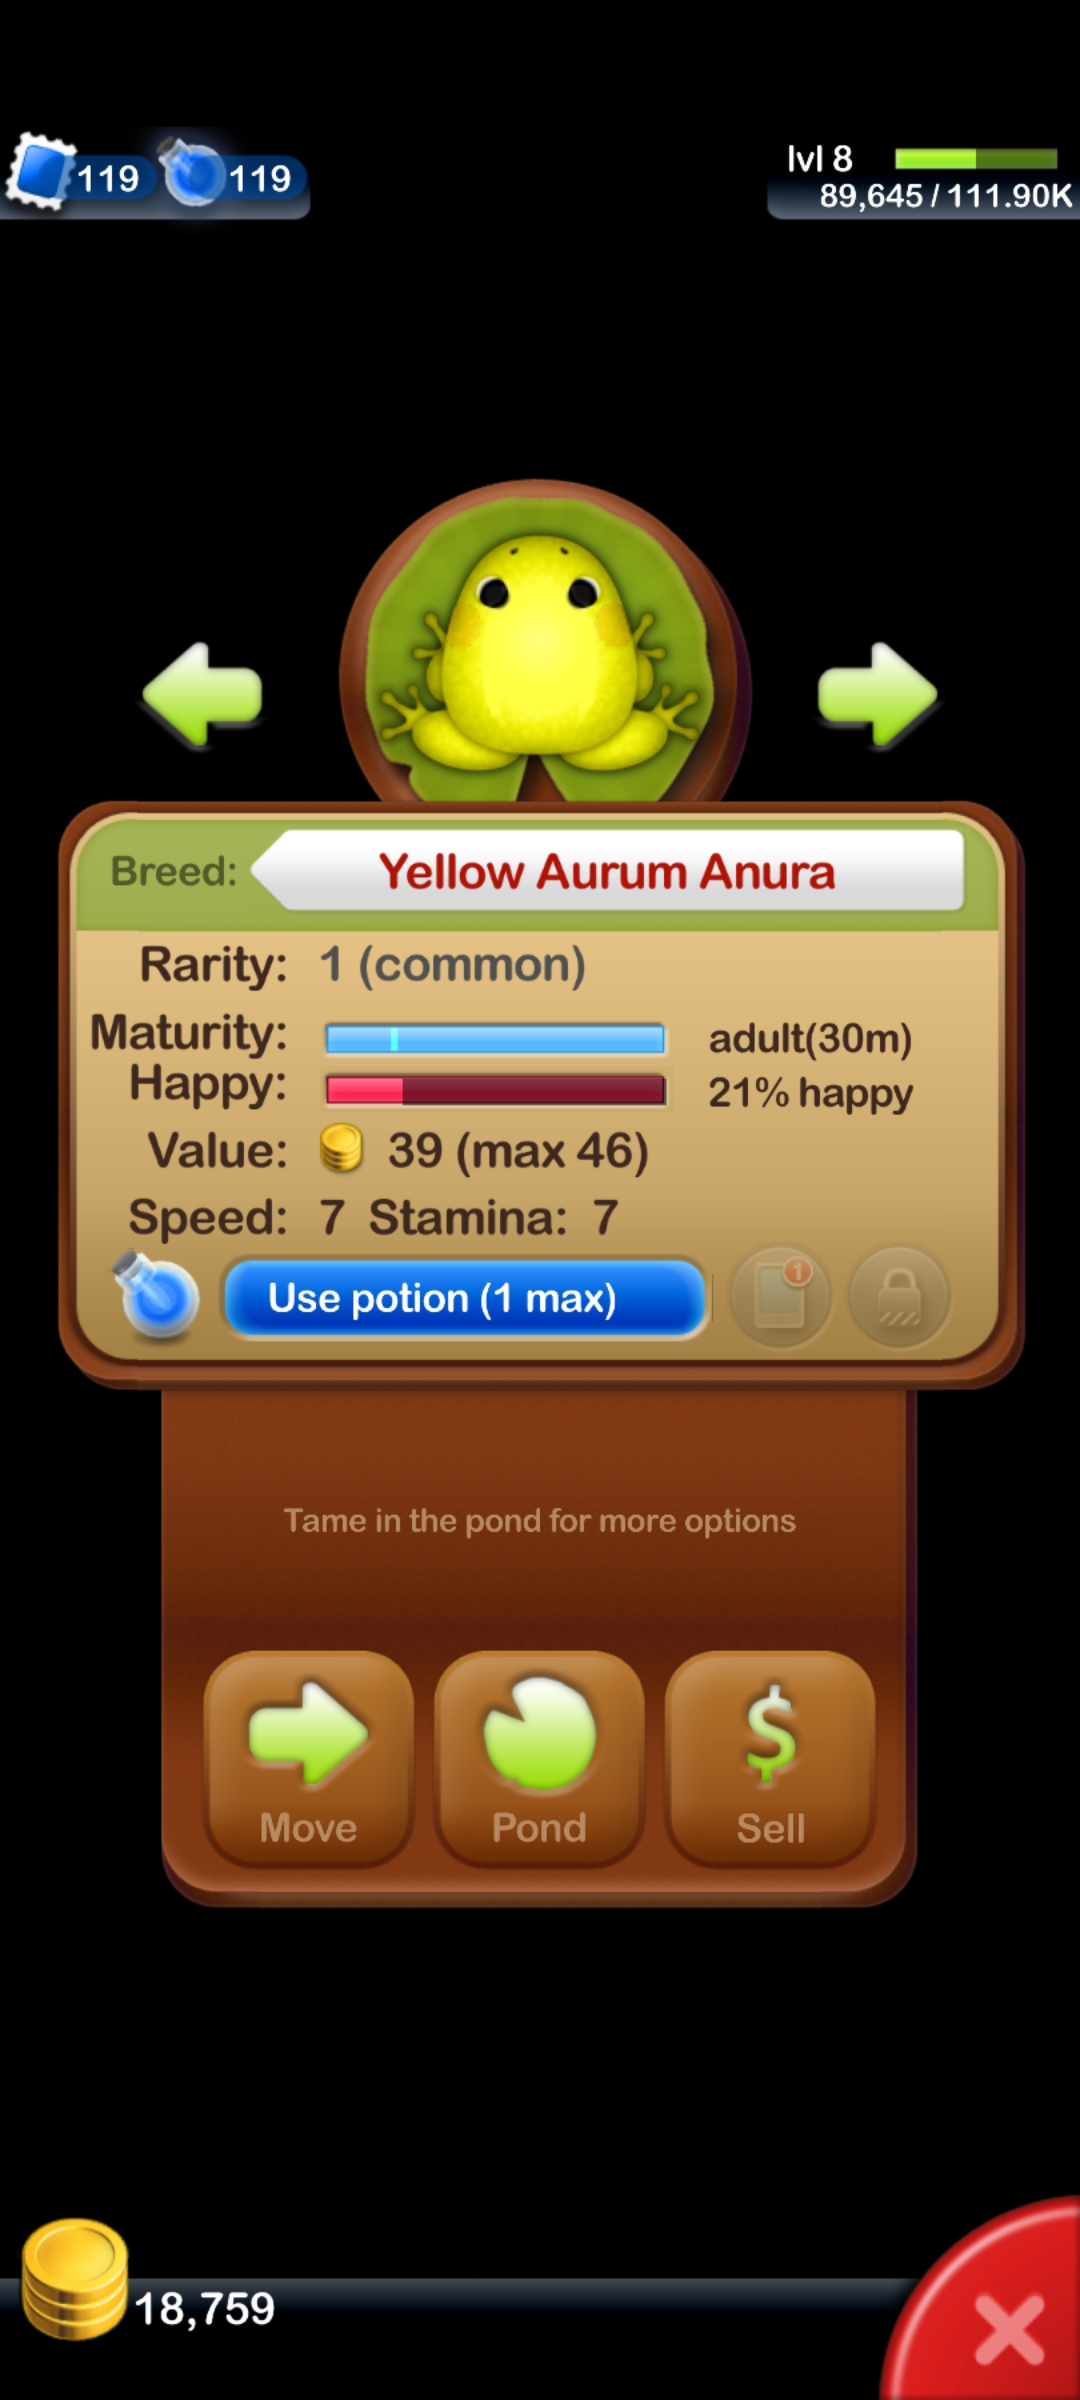 119 119
lvl 8
89,645 / 111.90K
Breed: Yellow Aurum Anura
Rarity: 1 (common)
Maturity: adult(30m)
Happy: 21% happy
Value: 39 (max 46)
Speed: 7 Stamina: 7
Use potion (1 max)
1
Tame in the pond for more options
Move Pond Sell
18,759